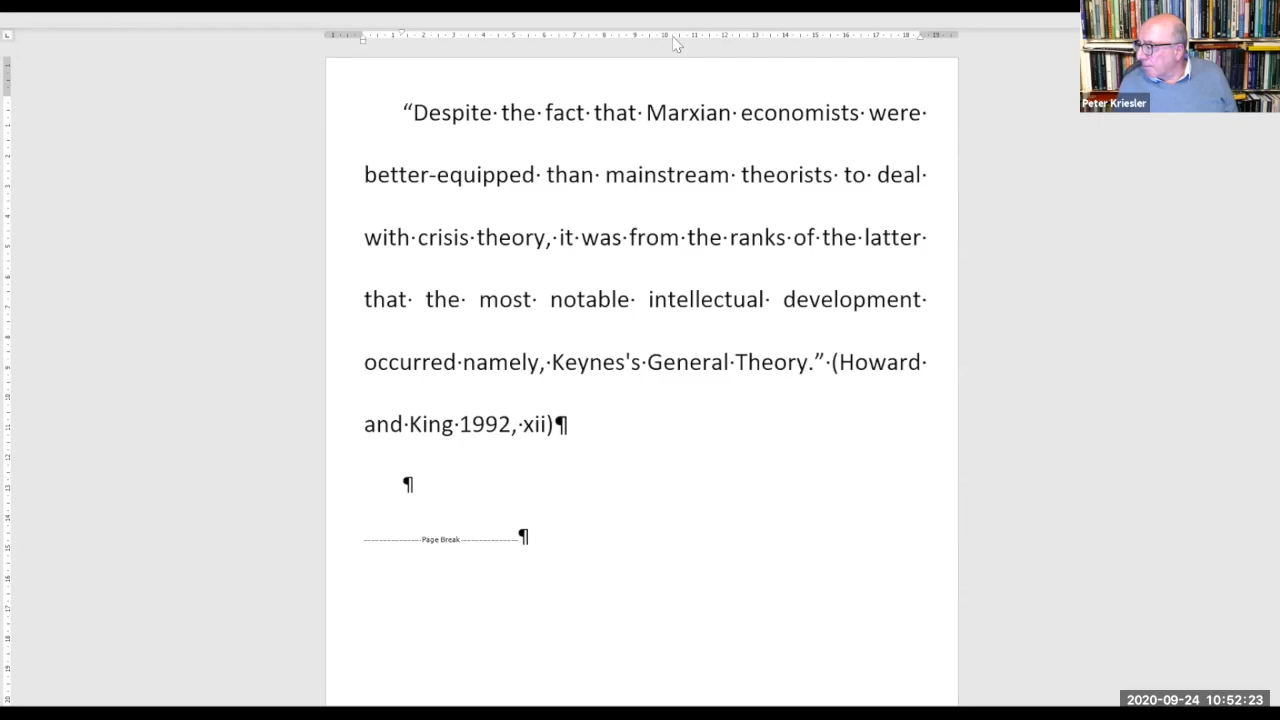 Peter Kriesler
“Despite the fact that Marxian economists were
better-equipped than mainstream theorists to deal
with crisis theory, it was from the ranks of the latter
that the most notable intellectual development
occurred namely, Keynes's General Theory.” (Howard
and King 1992, xii)¶
¶
Page Break¶
2020-09-24 10:52:23